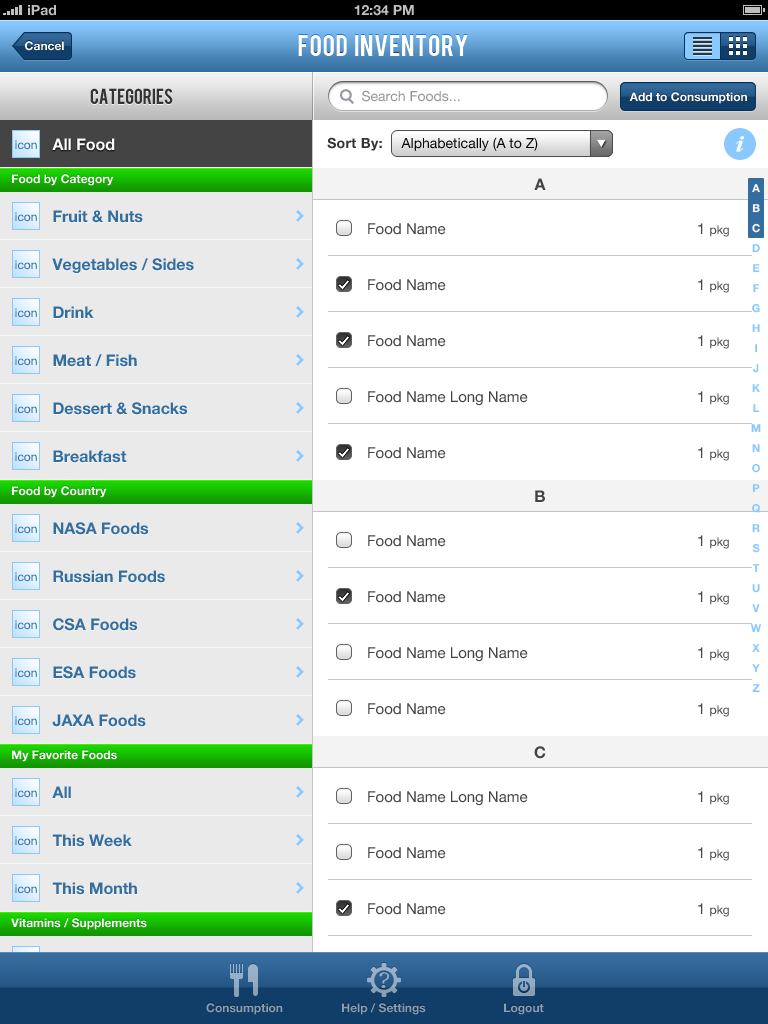 iPad 12:34 PM
Cancel FOOD INVENTORY
CATEGORIES
Search Foods... Add to Consumption
icon All Food
Food by Category
icon Fruit & Nuts
icon Vegetables / Sides
icon Drink
icon Meat / Fish
icon Dessert & Snacks
icon Breakfast
Food by Country
icon NASA Foods
icon Russian Foods
icon CSA Foods
icon ESA Foods
icon JAXA Foods
My Favorite Foods
icon All
icon This Week
icon This Month
Vitamins / Supplements
Sort By: Alphabetically (A to Z) i
A
Food Name 1 pkg
Food Name 1 pkg
Food Name 1 pkg
Food Name Long Name 1 pkg
Food Name 1 pkg
B
Food Name 1 pkg
Food Name 1 pkg
Food Name Long Name 1 pkg
Food Name 1 pkg
C
Food Name Long Name 1 pkg
Food Name 1 pkg
Food Name 1 pkg
A
B
C
D
E
F
G
H
I
J
K
L
M
N
O
P
Q
R
S
T
U
V
W
X
Y
Z
Consumption ? Help / Settings Logout